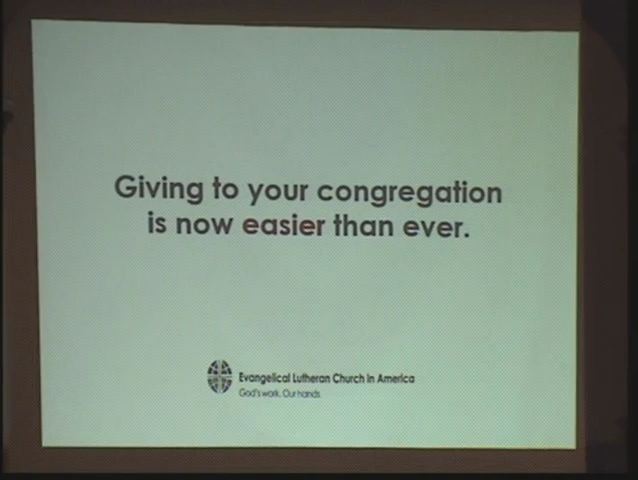 Giving to your congregation
is now easier than ever.
Evangelical Lutheran Church in America
God's work. Our hands.